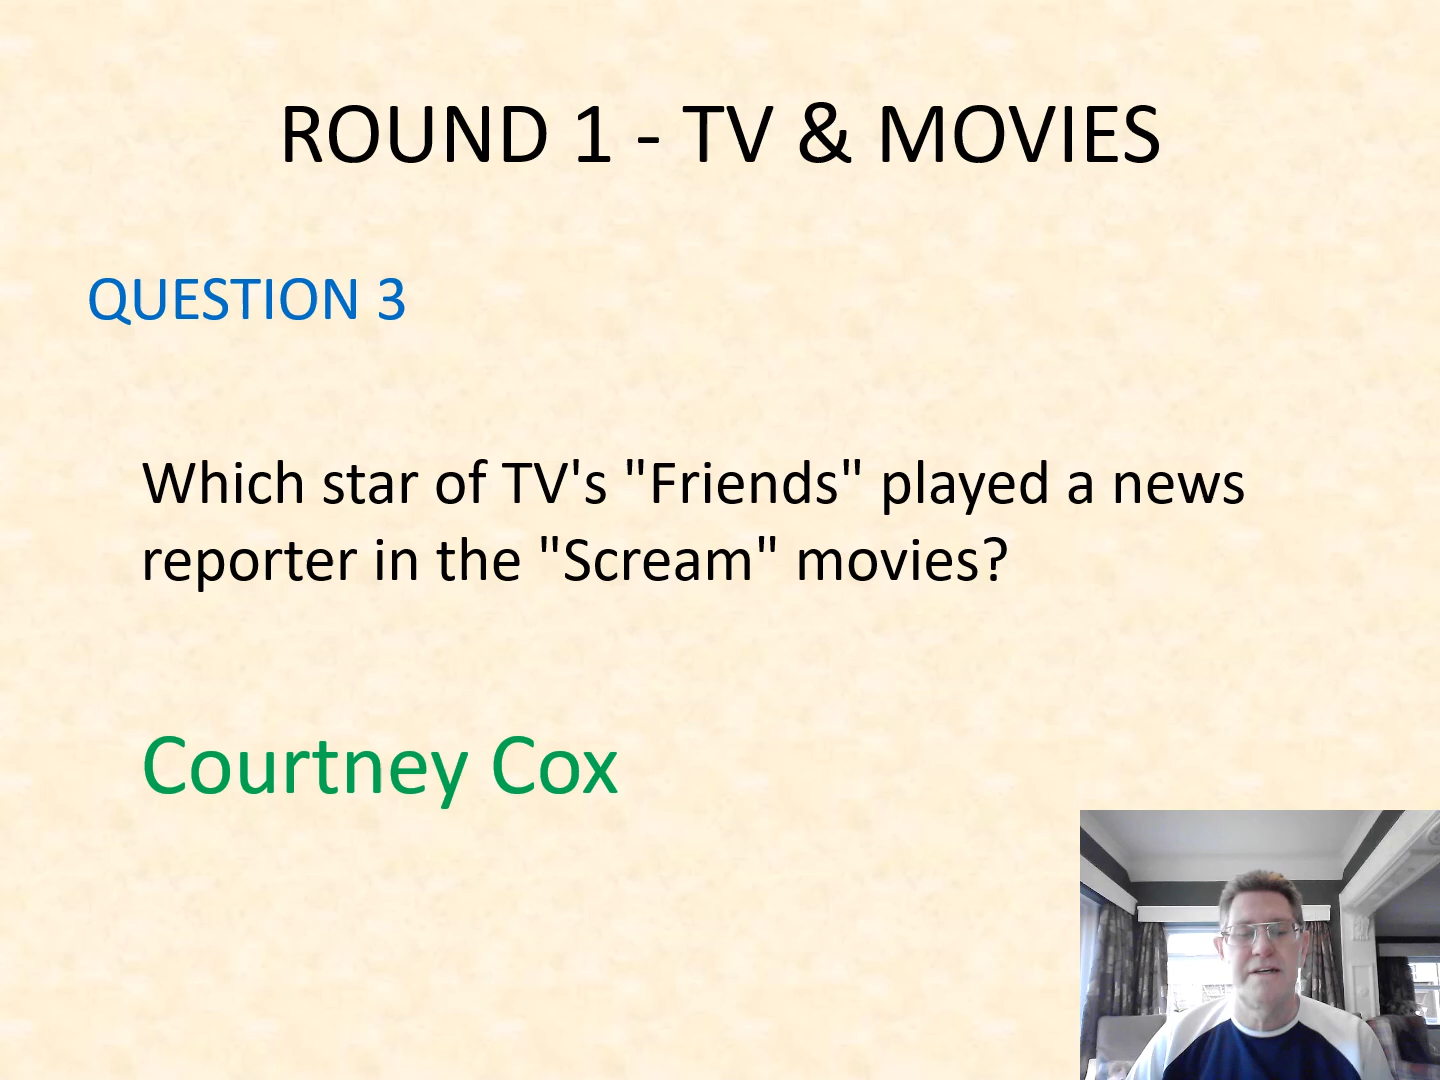 ROUND 1 - TV & MOVIES
QUESTION 3
Which star of TV's "Friends" played a news
reporter in the "Scream" movies?
Courtney Cox